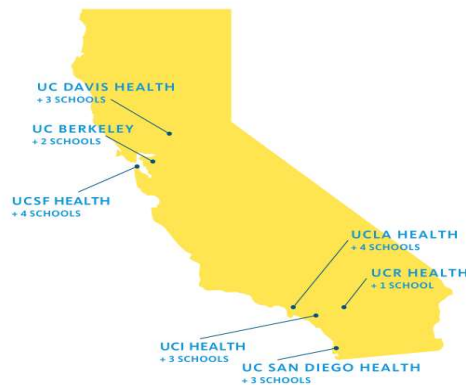 UC DAVIS HEALTH
+ 3 SCHOOLS
UC BERKELEY
+ 2 SCHOOLS
UCSF HEALTH
+ 4 SCHOOLS
UCLA HEALTH
+ 4 SCHOOLS
UCR HEALTH
+ 1 SCHOOL
UCI HEALTH
+ 3 SCHOOLS
UC SAN DIEGO HEALTH
+ 3 SCHOOLS